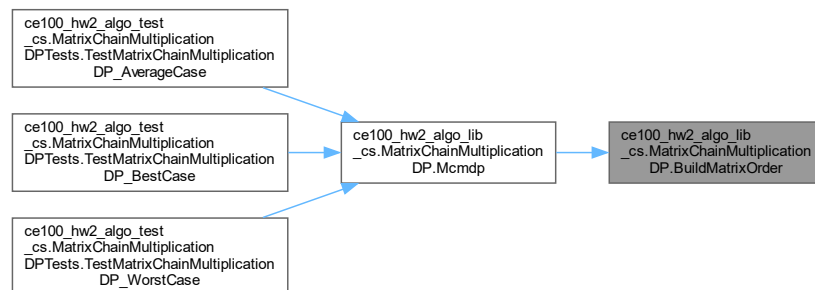 ce100_hw2_algo_test
_cs.MatrixChainMultiplication
DPTests.TestMatrixChainMultiplication
DP_AverageCase
ce100_hw2_algo_test
_cs.MatrixChainMultiplication
DPTests.TestMatrixChainMultiplication
DP_BestCase
ce100_hw2_algo_lib
_cs.MatrixChainMultiplication
DP.Mcmdp
ce100_hw2_algo_lib
_cs.MatrixChainMultiplication
DP.BuildMatrixOrder
ce100_hw2_algo_test
_cs.MatrixChainMultiplication
DPTests.TestMatrixChainMultiplication
DP_WorstCase